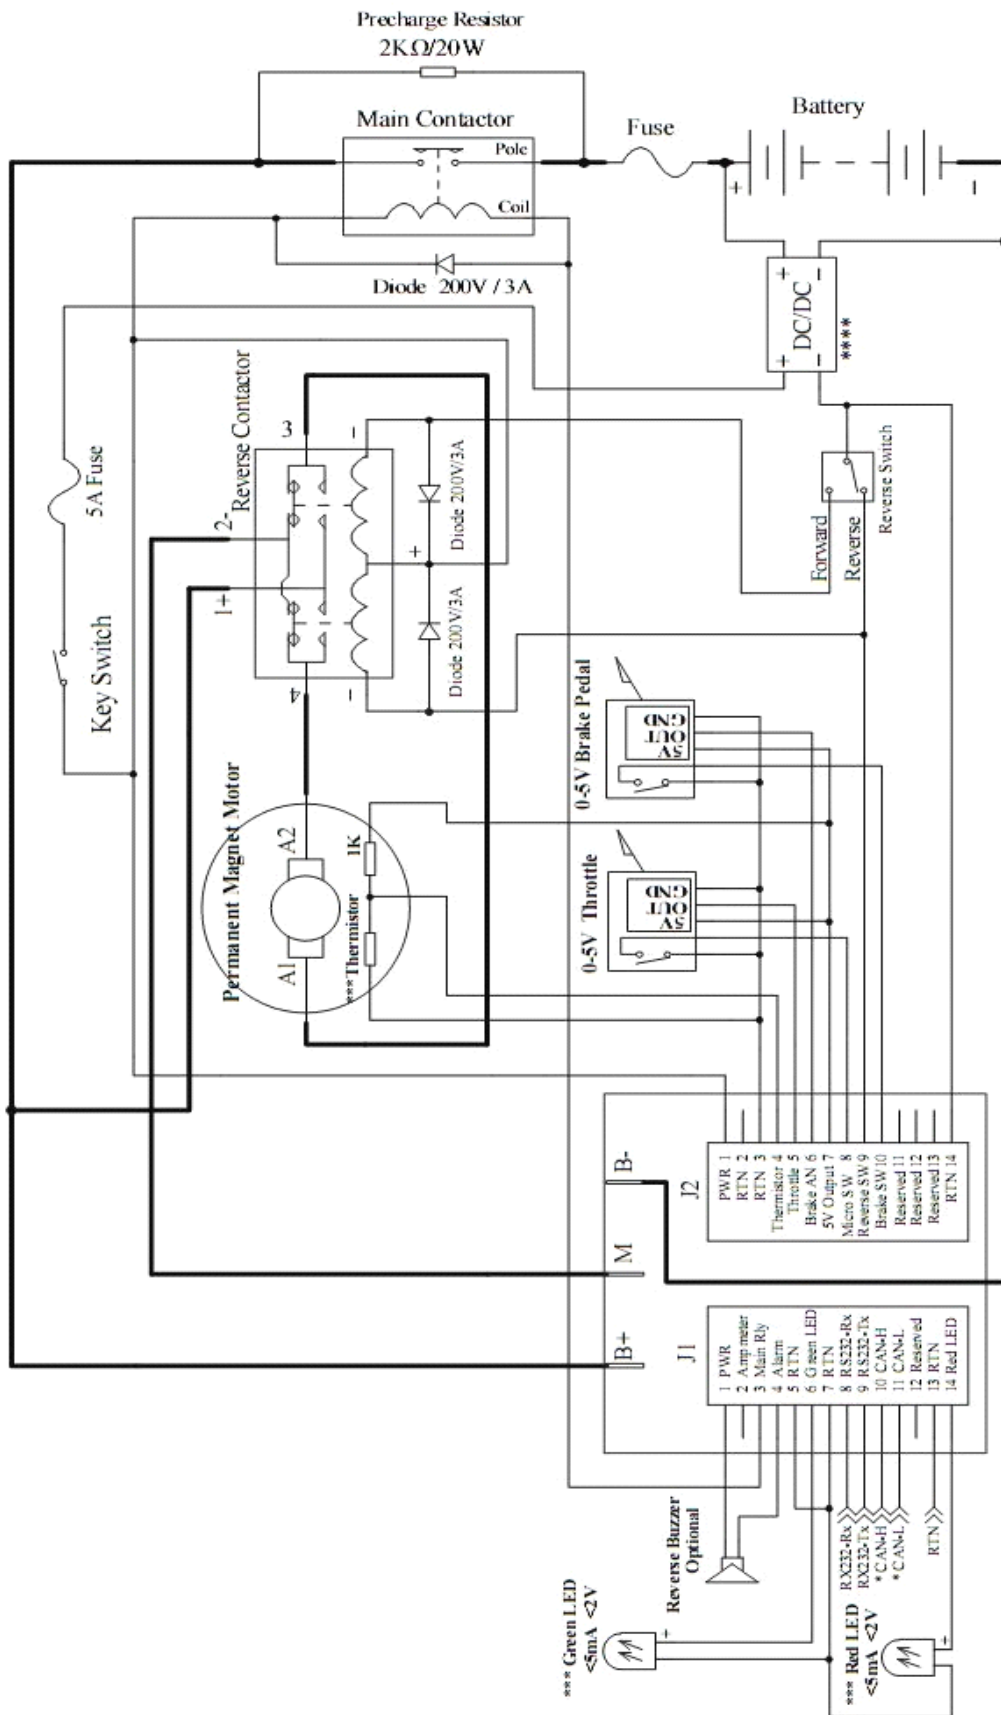 Precharge Resistor
2KΩ/20W
Main Contactor
Pole
Coil
Fuse
Battery
+
-
Diode 200V / 3A
+
-
DC/DC
+
-
****
Reverse Contactor
3
2-
1+
4
-
+
-
Diode 200V/3A
Diode 200V/3A
5A Fuse
Key Switch
Forward
Reverse
Reverse Switch
Permanent Magnet Motor
A2
A1
1K
***Thermistor
0-5V Brake Pedal
GND
OUT
5V
0-5V Throttle
GND
OUT
5V
B-
M
B+
J2
PWR 1
RTN 2
RTN 3
Thermistor 4
Throttle 5
Brake AN 6
5V Output 7
Micro SW 8
Reverse SW 9
Brake SW10
Reserved 11
Reserved 12
Reserved13
RTN 14
J1
1 PWR
2 Amp meter
3 Main Rly
4 Alarm
5 RTN
6 Green LED
7 RTN
8 RS232-Rx
9 RS232-Tx
10 CAN-H
11 CAN-L
12 Reserved
13 RTN
14 Red LED
Reverse Buzzer
Optional
RX232-Rx
RX232-Tx
*CAN-H
*CAN-L
RTN
*** Green LED
<5mA <2V
+
*** Red LED
<5mA <2V
+